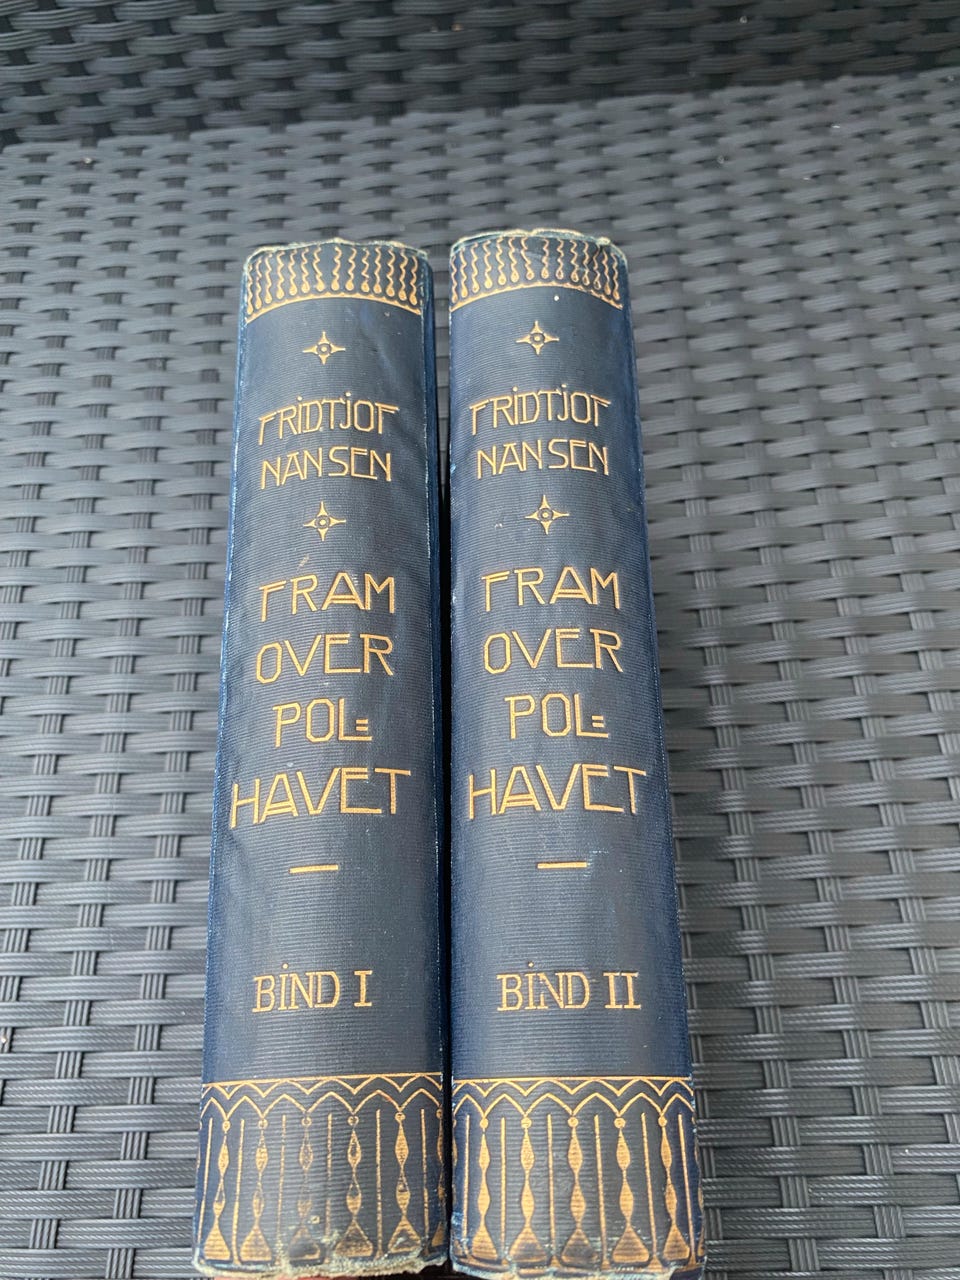 FRIDTJOF
NANSEN
FRAM
OVER
POL=
HAVET
BIND I
FRIDTJOF
NANSEN
FRAM
OVER
POL=
HAVET
BIND II